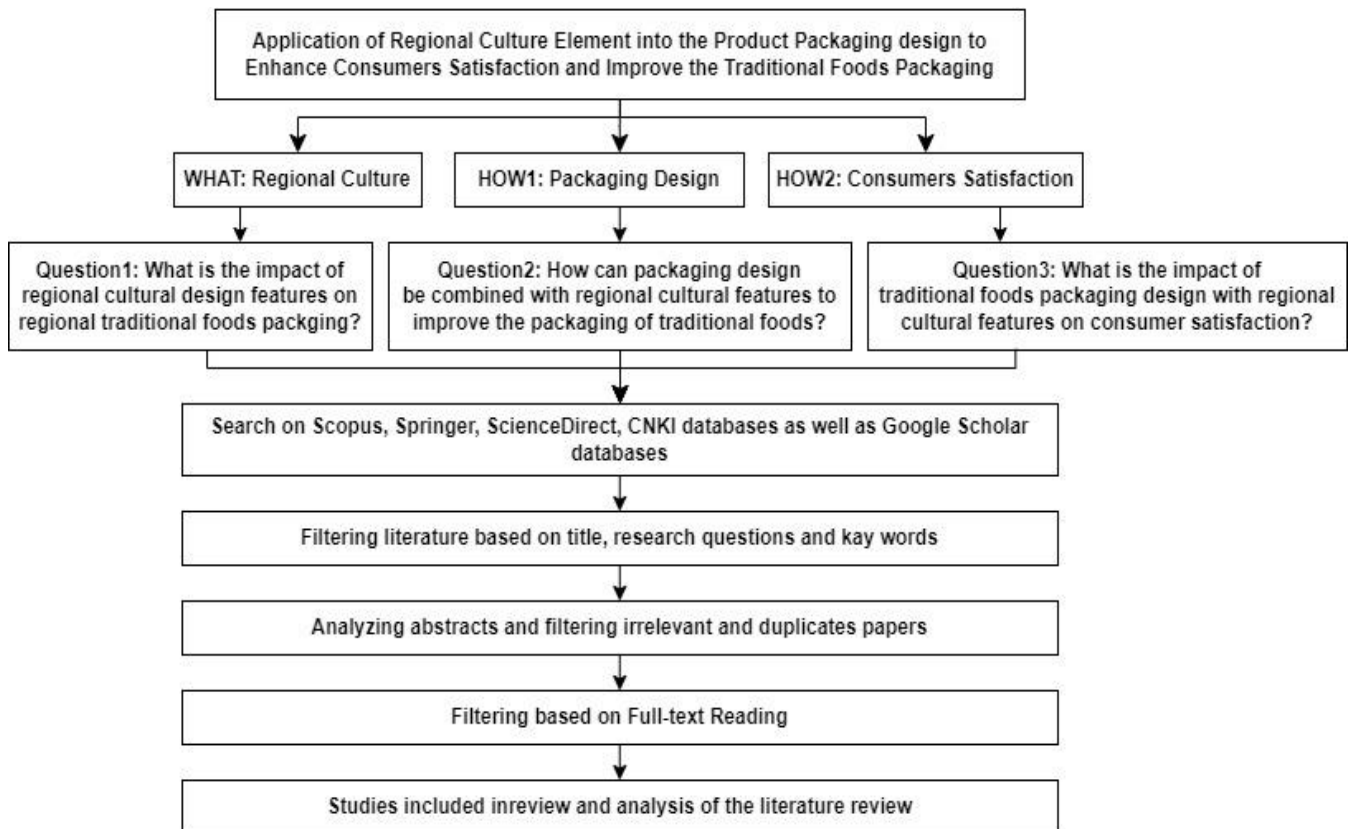 Application of Regional Culture Element into the Product Packaging design to
Enhance Consumers Satisfaction and Improve the Traditional Foods Packaging
WHAT: Regional Culture
HOW1: Packaging Design
HOW2: Consumers Satisfaction
Question1: What is the impact of
regional cultural design features on
regional traditional foods packging?
Question2: How can packaging design
be combined with regional cultural features to
improve the packaging of traditional foods?
Question3: What is the impact of
traditional foods packaging design with regional
cultural features on consumer satisfaction?
Search on Scopus, Springer, ScienceDirect, CNKI databases as well as Google Scholar
databases
Filtering literature based on title, research questions and kay words
Analyzing abstracts and filtering irrelevant and duplicates papers
Filtering based on Full-text Reading
Studies included inreview and analysis of the literature review